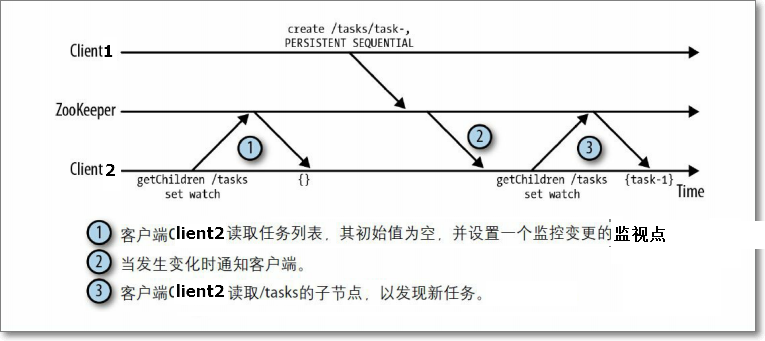 create /tasks/task-,
PERSISTENT SEQUENTIAL
Client1
ZooKeeper
1
2
3
Client2
getChildren /tasks
set watch
{}
getChildren /tasks
set watch
{task-1}
Time
1 客户端Client2 读取任务列表，其初始值为空，并设置一个监控变更的监视点
2 当发生变化时通知客户端。
3 客户端Client2 读取/tasks的子节点，以发现新任务。